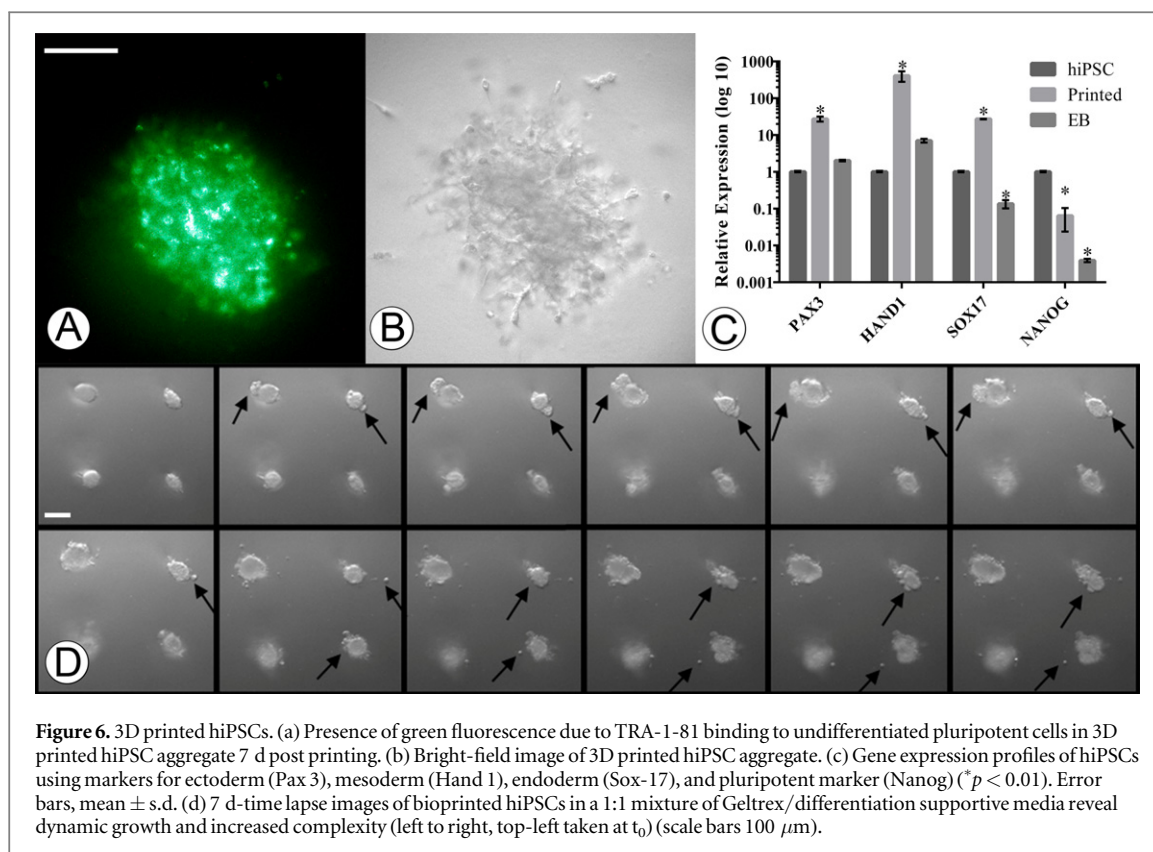 A
B
C
Relative Expression (log 10)
1000
100
10
1
0.1
0.01
0.001
*
*
*
*
*
*
hiPSC
Printed
EB
PAX3
HAND1
SOX17
NANOG
D
Figure 6. 3D printed hiPSCs. (a) Presence of green fluorescence due to TRA-1-81 binding to undifferentiated pluripotent cells in 3D
printed hiPSC aggregate 7 d post printing. (b) Bright-field image of 3D printed hiPSC aggregate. (c) Gene expression profiles of hiPSCs
using markers for ectoderm (Pax 3), mesoderm (Hand 1), endoderm (Sox-17), and pluripotent marker (Nanog) (*p < 0.01). Error
bars, mean ± s.d. (d) 7 d-time lapse images of bioprinted hiPSCs in a 1:1 mixture of Geltrex/differentiation supportive media reveal
dynamic growth and increased complexity (left to right, top-left taken at t₀) (scale bars 100 μm).